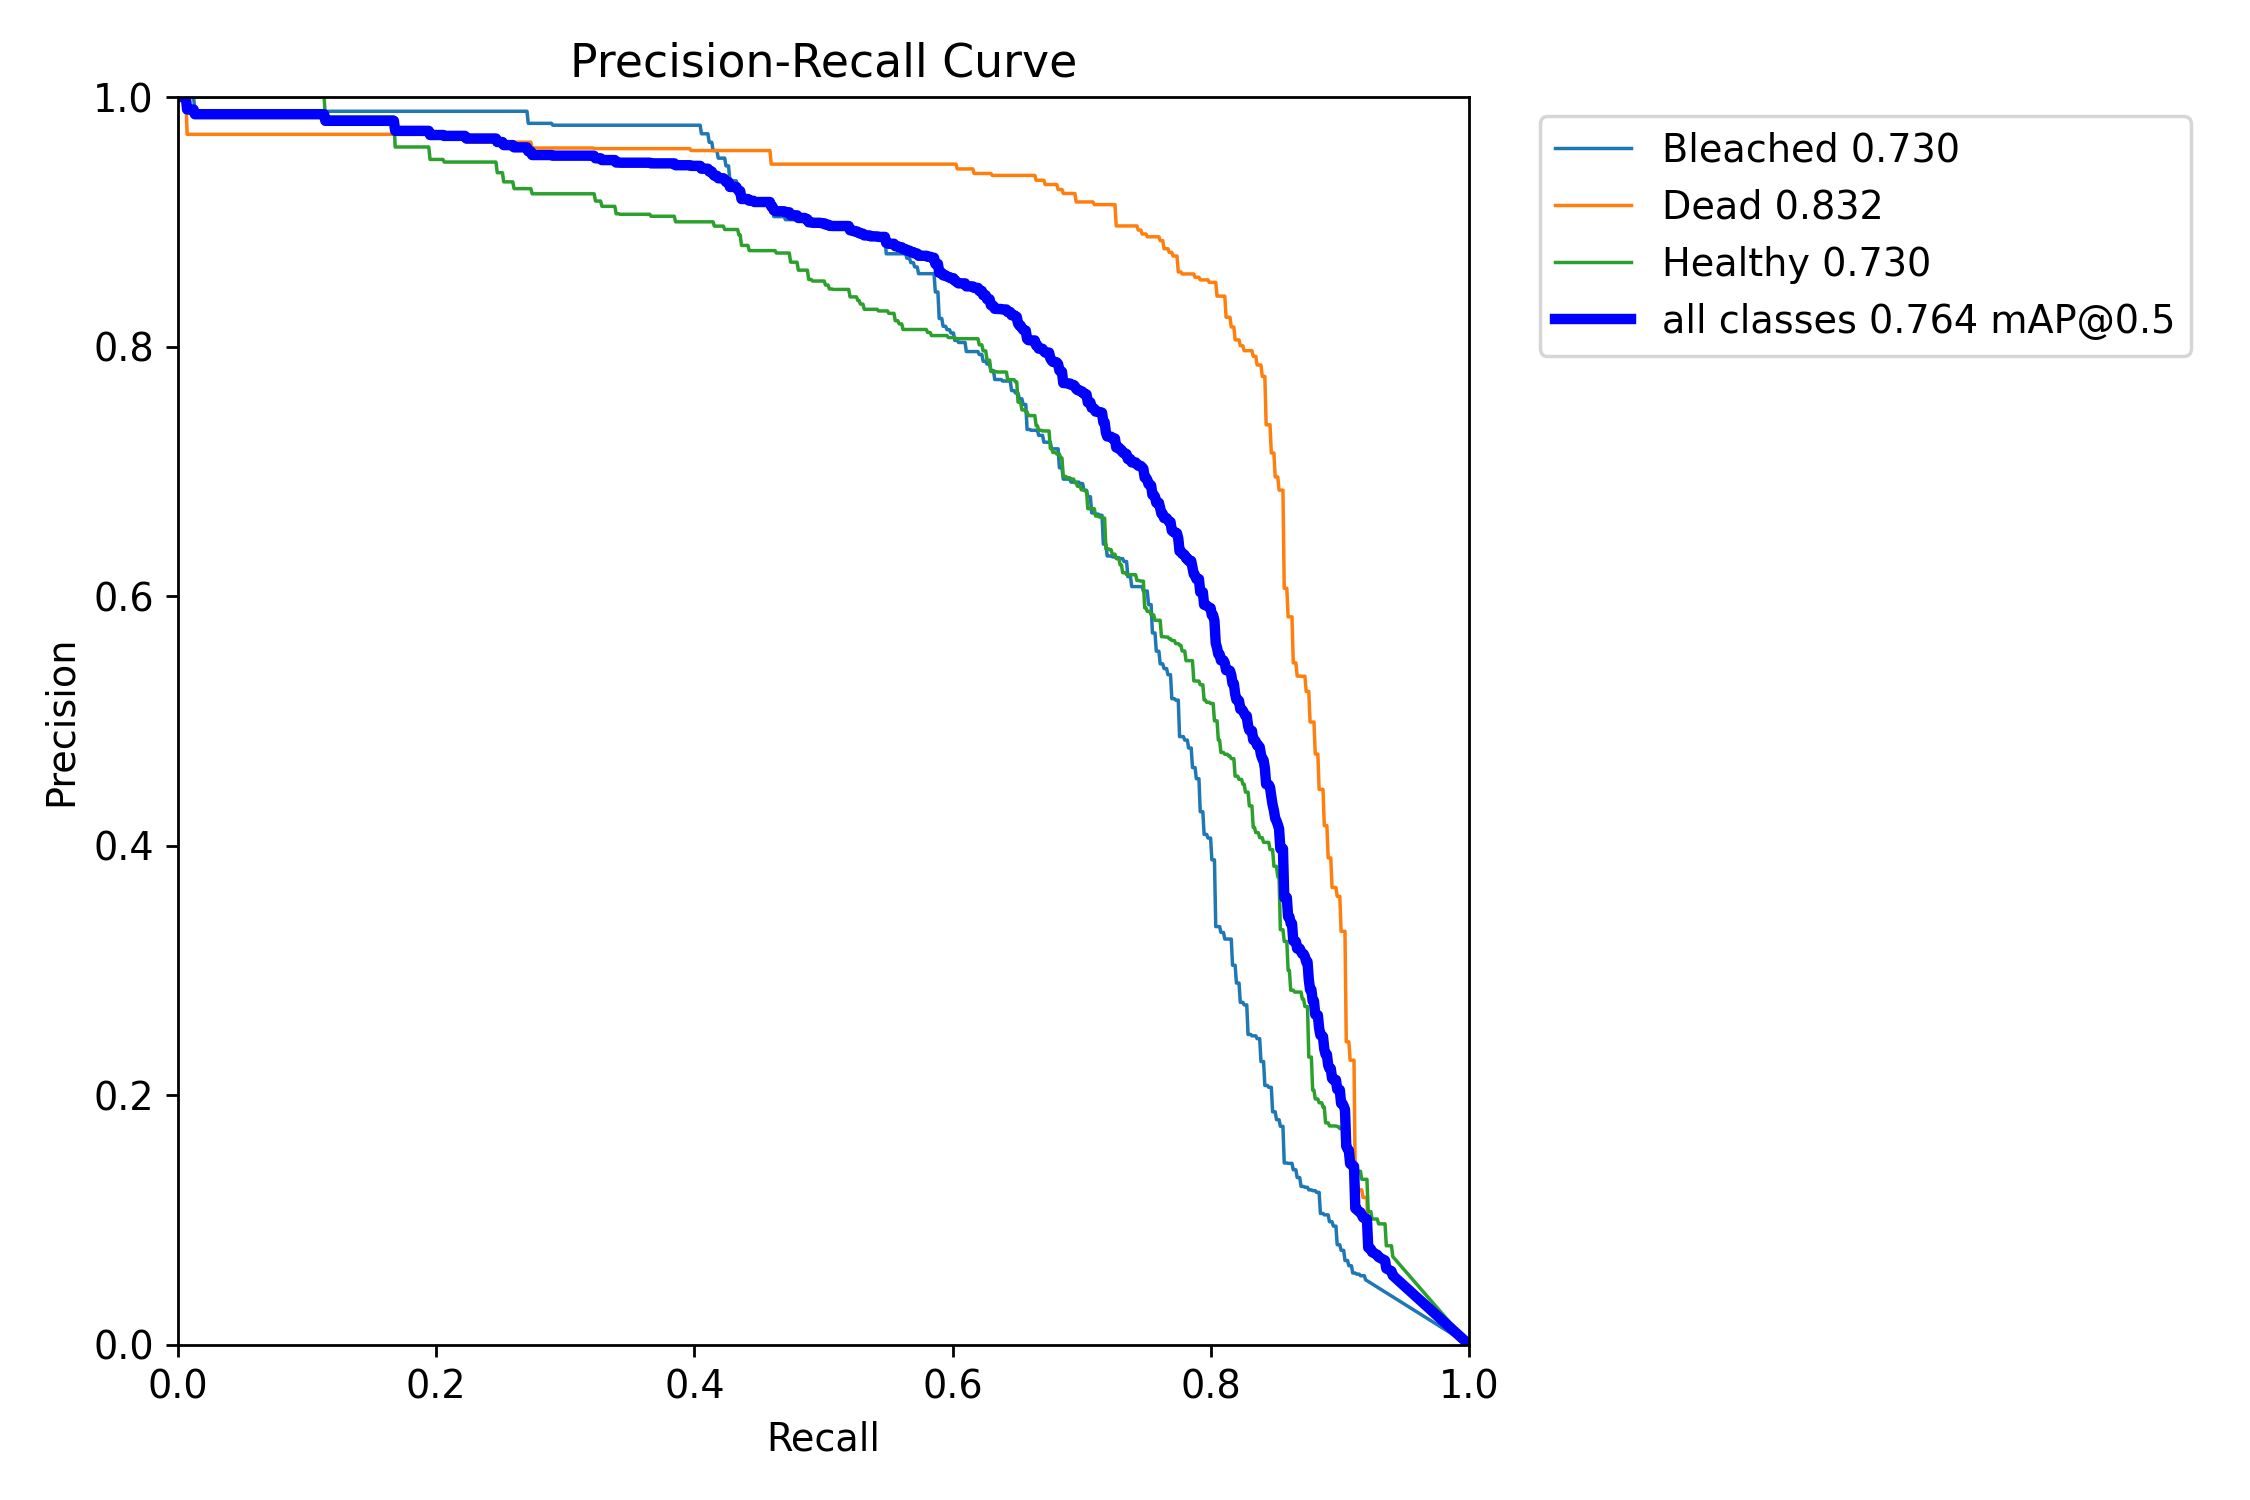 Precision-Recall Curve
1.0
0.8
0.6
0.4
0.2
0.0
Precision
0.0 0.2 0.4 0.6 0.8 1.0
Recall
Bleached 0.730
Dead 0.832
Healthy 0.730
all classes 0.764 mAP@0.5